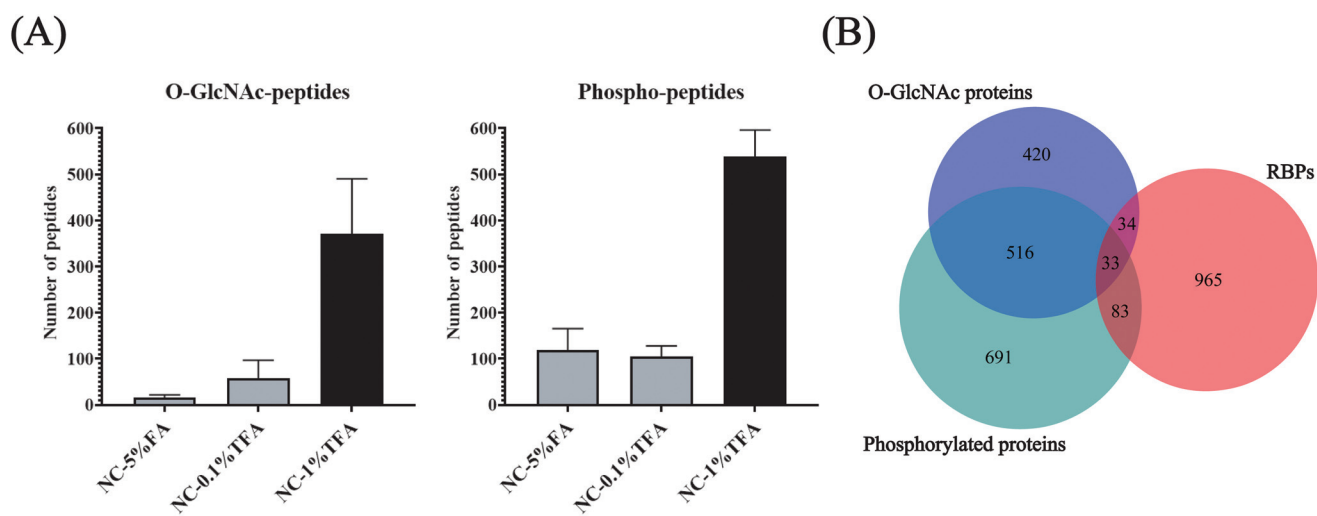 (A)
O-GlcNAc-peptides
Number of peptides
600
500
400
300
200
100
0
NC-5%FA
NC-0.1%TFA
NC-1%TFA
Phospho-peptides
Number of peptides
600
500
400
300
200
100
0
NC-5%FA
NC-0.1%TFA
NC-1%TFA
(B)
O-GlcNAc proteins
RBPs
420
34
516
33
965
83
691
Phosphorylated proteins